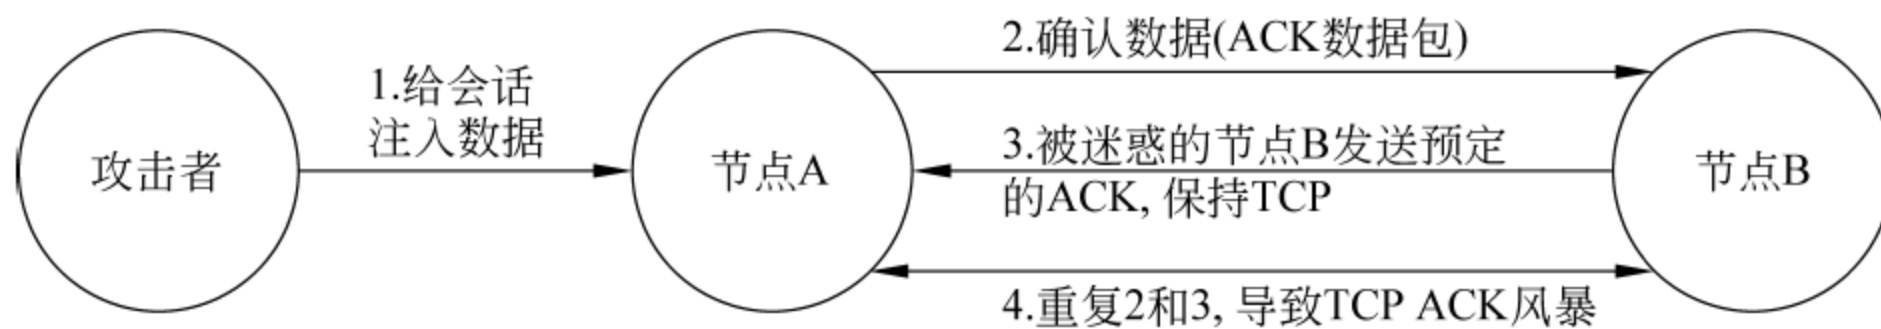 攻击者
1.给会话
注入数据
节点A
2.确认数据(ACK数据包)
3.被迷惑的节点B发送预定
的ACK, 保持TCP
4.重复2和3, 导致TCP ACK风暴
节点B